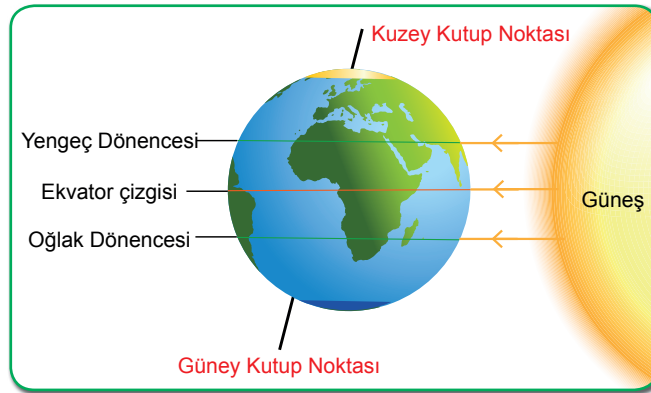 Kuzey Kutup Noktası
Yengeç Dönencesi
Ekvator çizgisi
Güneş
Oğlak Dönencesi
Güney Kutup Noktası